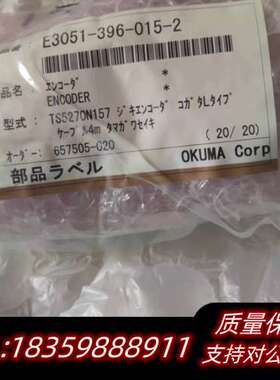 E3051-396-015-2
品名 エンコーダ *
ENCODER *
型式: TS5270N157 ジキエンコーダ コガタLタイプ
ケーブル4m タマガワセイキ
オーダー: 657505-020 (20/20)
部品ラベル OKUMA Corp
质量保
:18359888911 支持对公